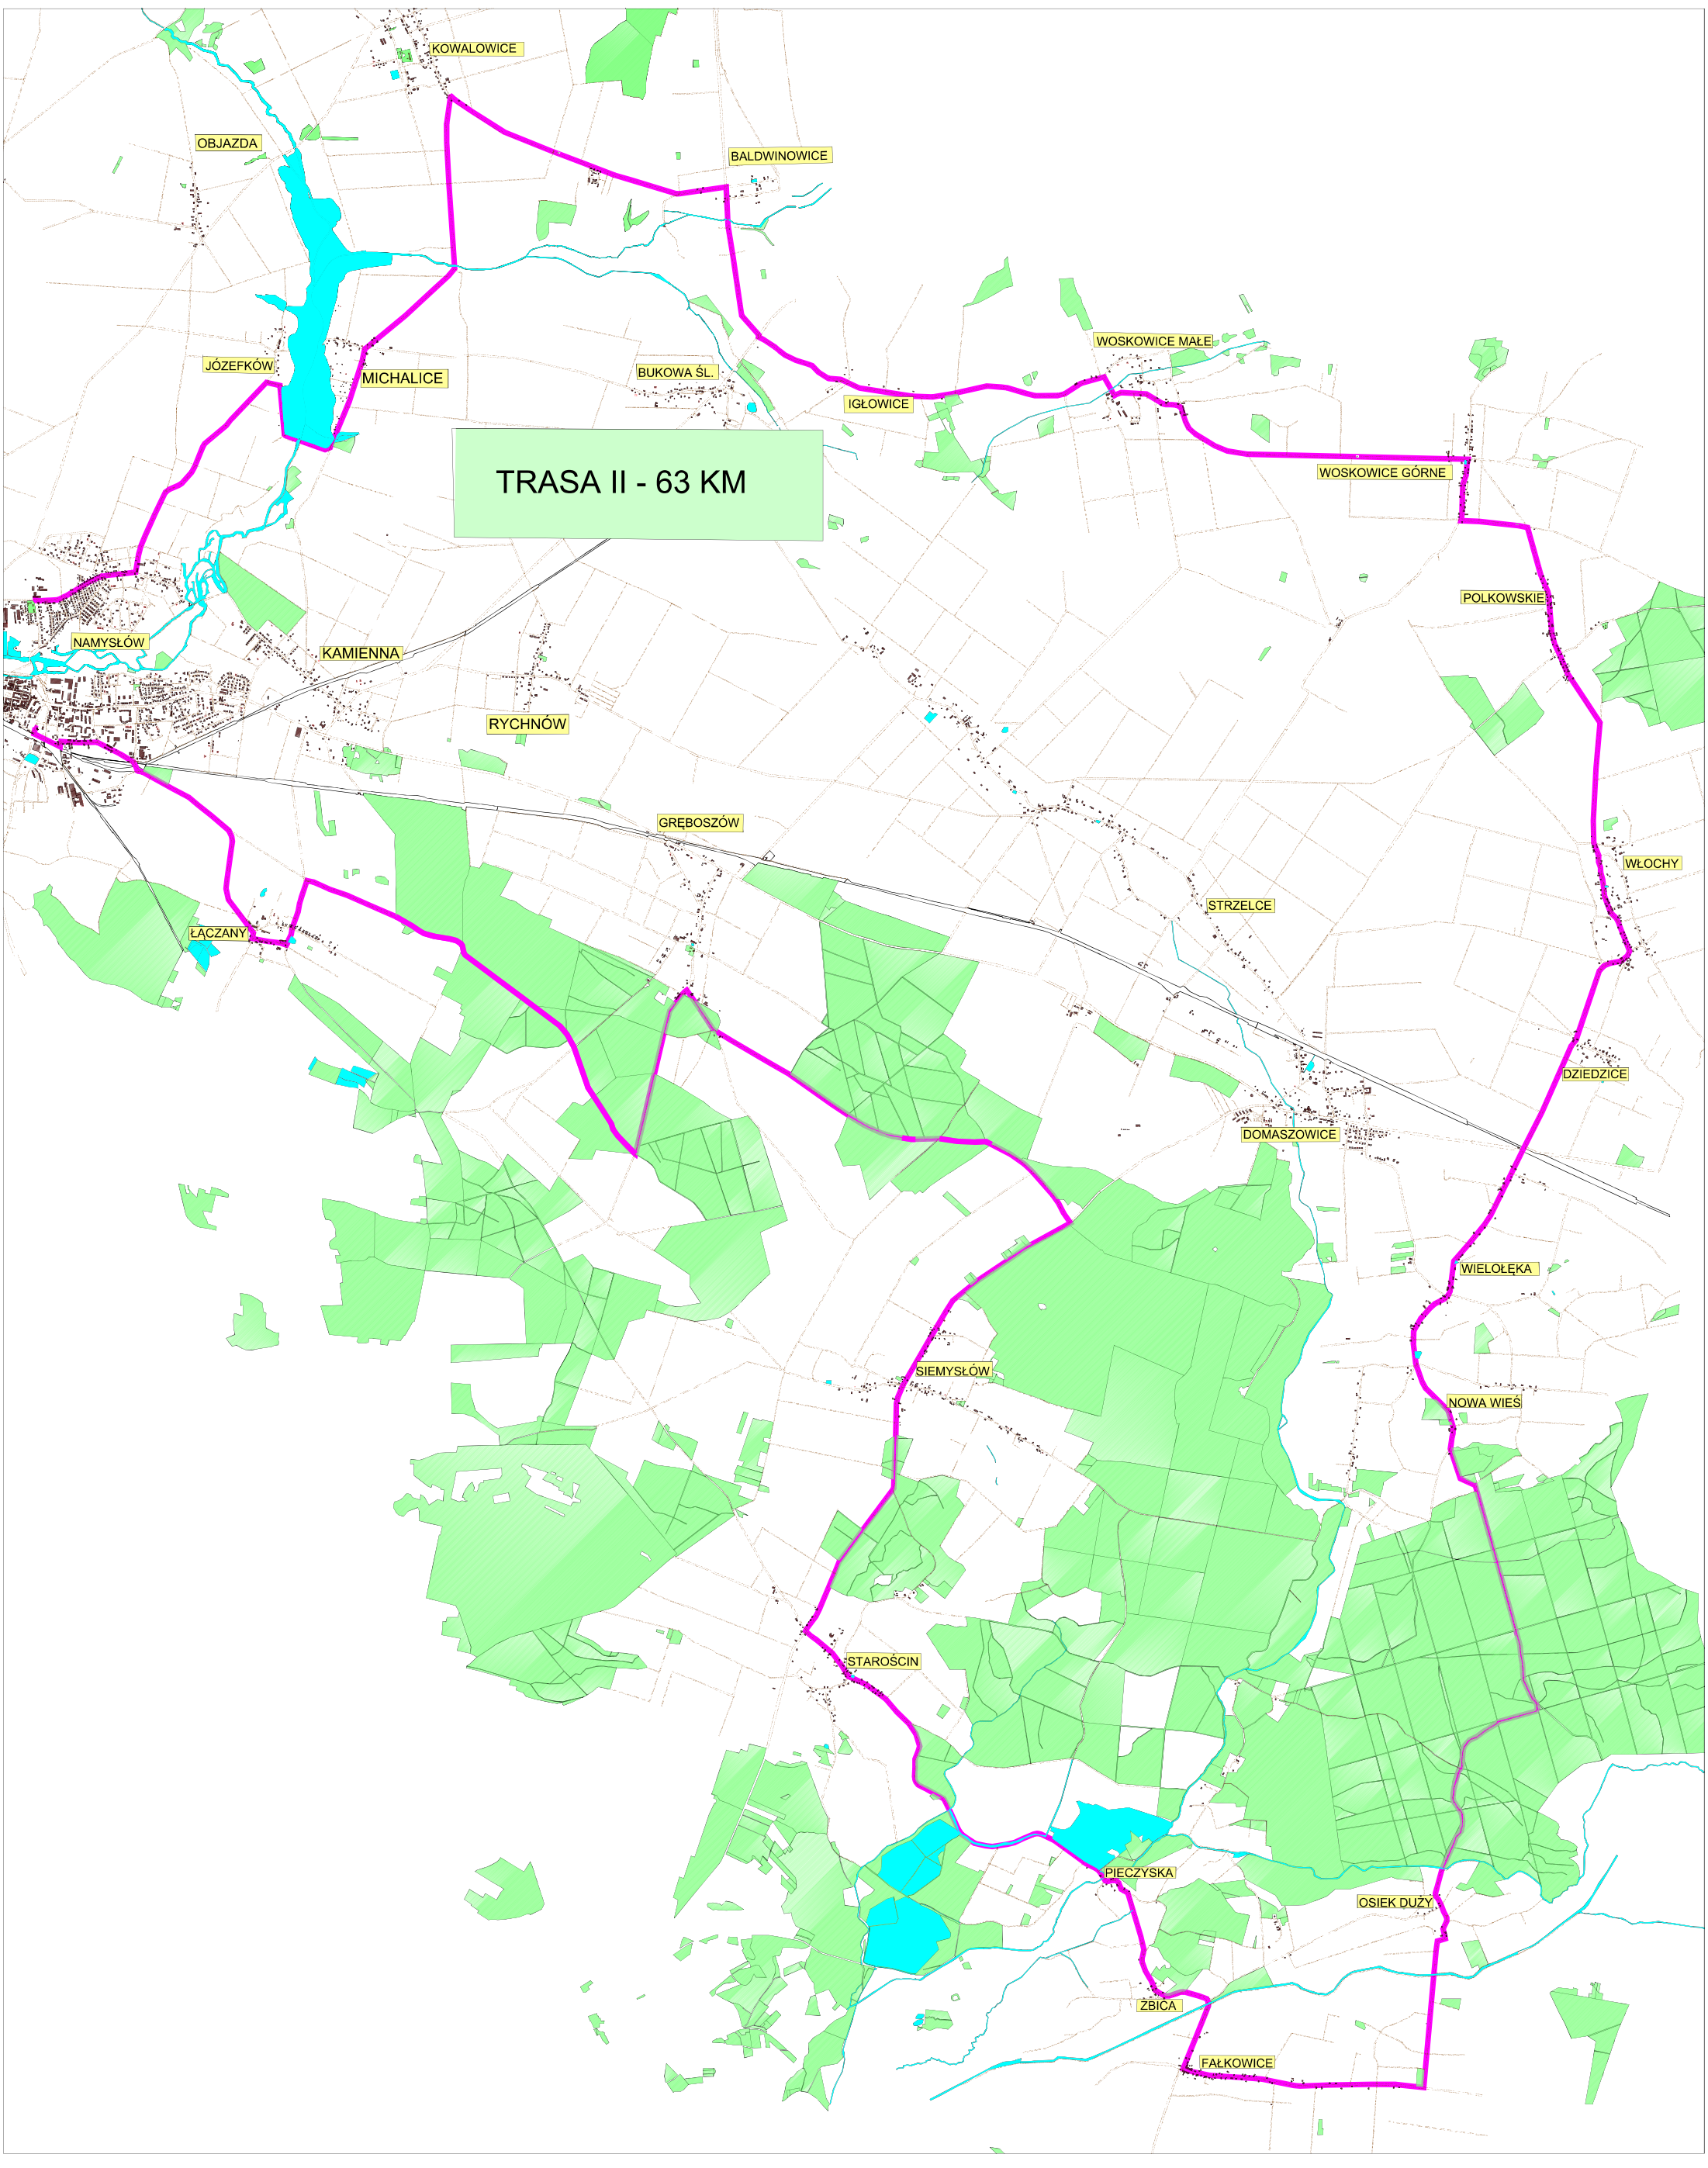 KOWALOWICE
OBJAZDA
BALDWINOWICE
WOSKOWICE MAŁE
JÓZEFKÓW
BUKOWA ŚL.
MICHALICE
IGŁOWICE
WOSKOWICE GÓRNE
TRASA II - 63 KM
POLKOWSKIE
NAMYSŁÓW
KAMIENNA
RYCHNÓW
GRĘBOSZÓW
WŁOCHY
STRZELCE
ŁĄCZANY
DZIEDZICE
DOMASZOWICE
WIELOŁĘKA
SIEMYSŁÓW
NOWA WIEŚ
STAROŚCIN
PIECZYSKA
OSIEK DUŻY
ZBICA
FAŁKOWICE